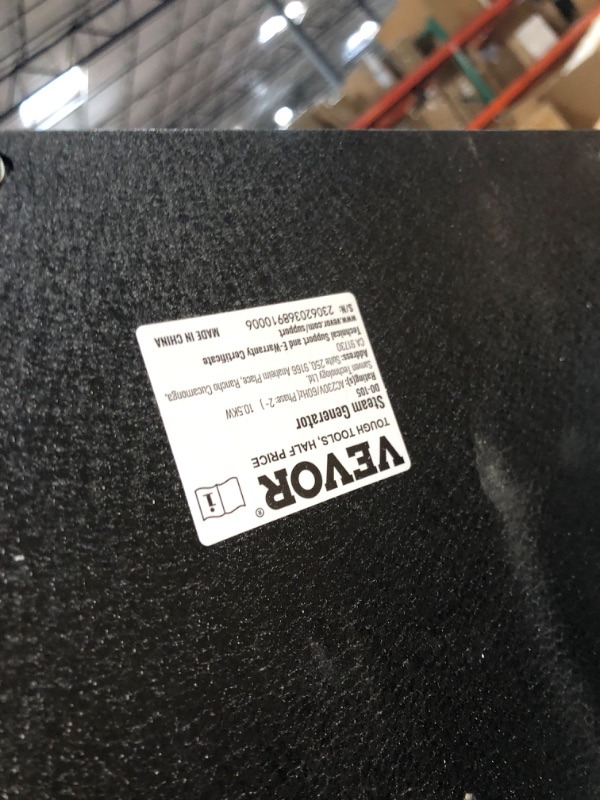 VEVOR®
TOUGH TOOLS, HALF PRICE
Steam Generator
DO-105
Rating(s): AC230V/60Hz( Phase: 2~ ) 10.5KW
Sanven Technology Ltd.
Address: Suite 250, 9166 Anaheim Place, Rancho Cucamonga,
CA 91730
Technical Support and E-Warranty Certificate
www.vevor.com/support
S/N: 230620368910006 MADE IN CHINA